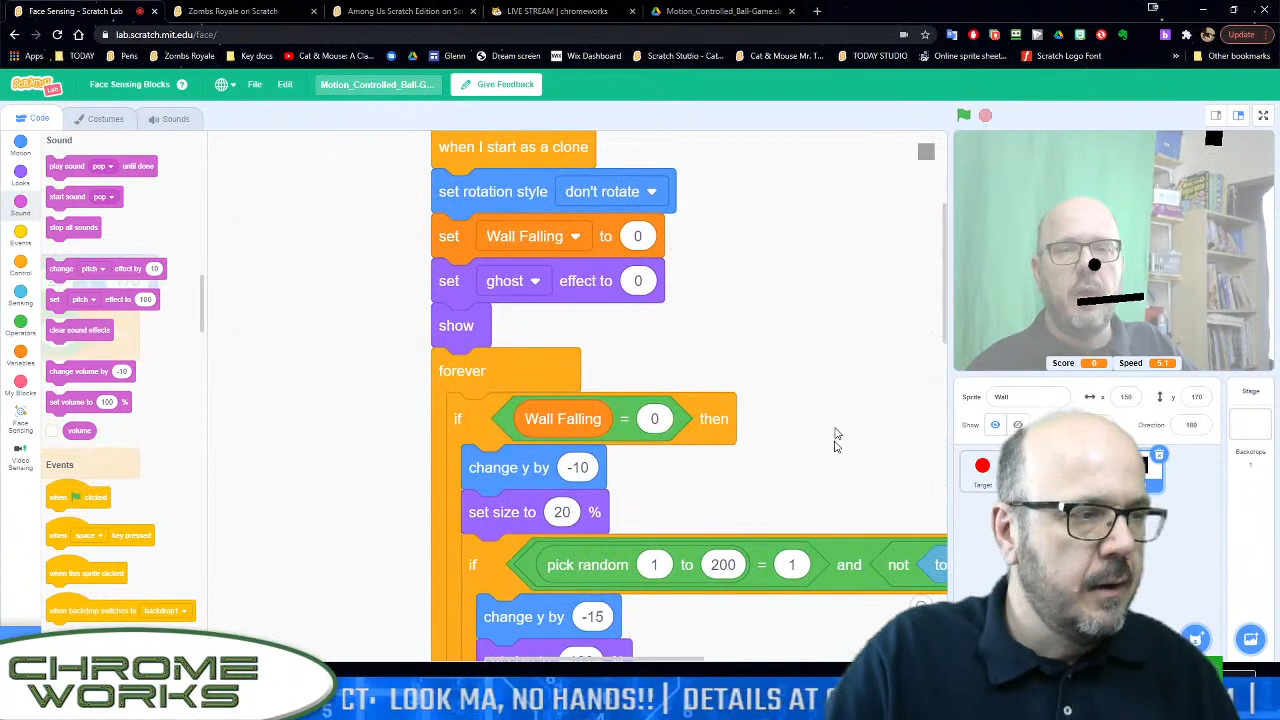 Face Sensing - Scratch Lab
Zombs Royale on Scratch
Among Us Scratch Edition on Sc
LIVE STREAM | chromeworks
Motion_Controlled_Ball-Game.sb
lab.scratch.mit.edu/face/
Update
Apps
TODAY
Pens
Zombs Royale
Key docs
Cat & Mouse: A Cla...
Glenn
Dream screen
Wix Dashboard
Scratch Studio - Cat...
Cat & Mouse Mr. T...
TODAY STUDIO
Online sprite sheet...
Scratch Logo Font
»
Other bookmarks
Face Sensing Blocks
File
Edit
Motion_Controlled_Ball-G...
Give Feedback
Code
Costumes
Sounds
Motion
Looks
Sound
Events
Control
Sensing
Operators
Variables
My Blocks
Face Sensing
Video Sensing
Sound
play sound pop until done
start sound pop
stop all sounds
change pitch effect by 10
set pitch effect to 100
clear sound effects
change volume by -10
set volume to 100 %
volume
Events
when clicked
when space key pressed
when this sprite clicked
when backdrop switches to backdrop1
when I start as a clone
set rotation style don't rotate
set Wall Falling to 0
set ghost effect to 0
show
forever
if Wall Falling = 0 then
change y by -10
set size to 20 %
if pick random 1 to 200 = 1 and not to
change y by -15
Score 0 Speed 5.1
Sprite Wall x 150 y 170
Show Direction 180
Target
Stage
Backdrops
1
CHROME
WORKS
CT: LOOK MA, NO HANDS!! | DETAILS AT